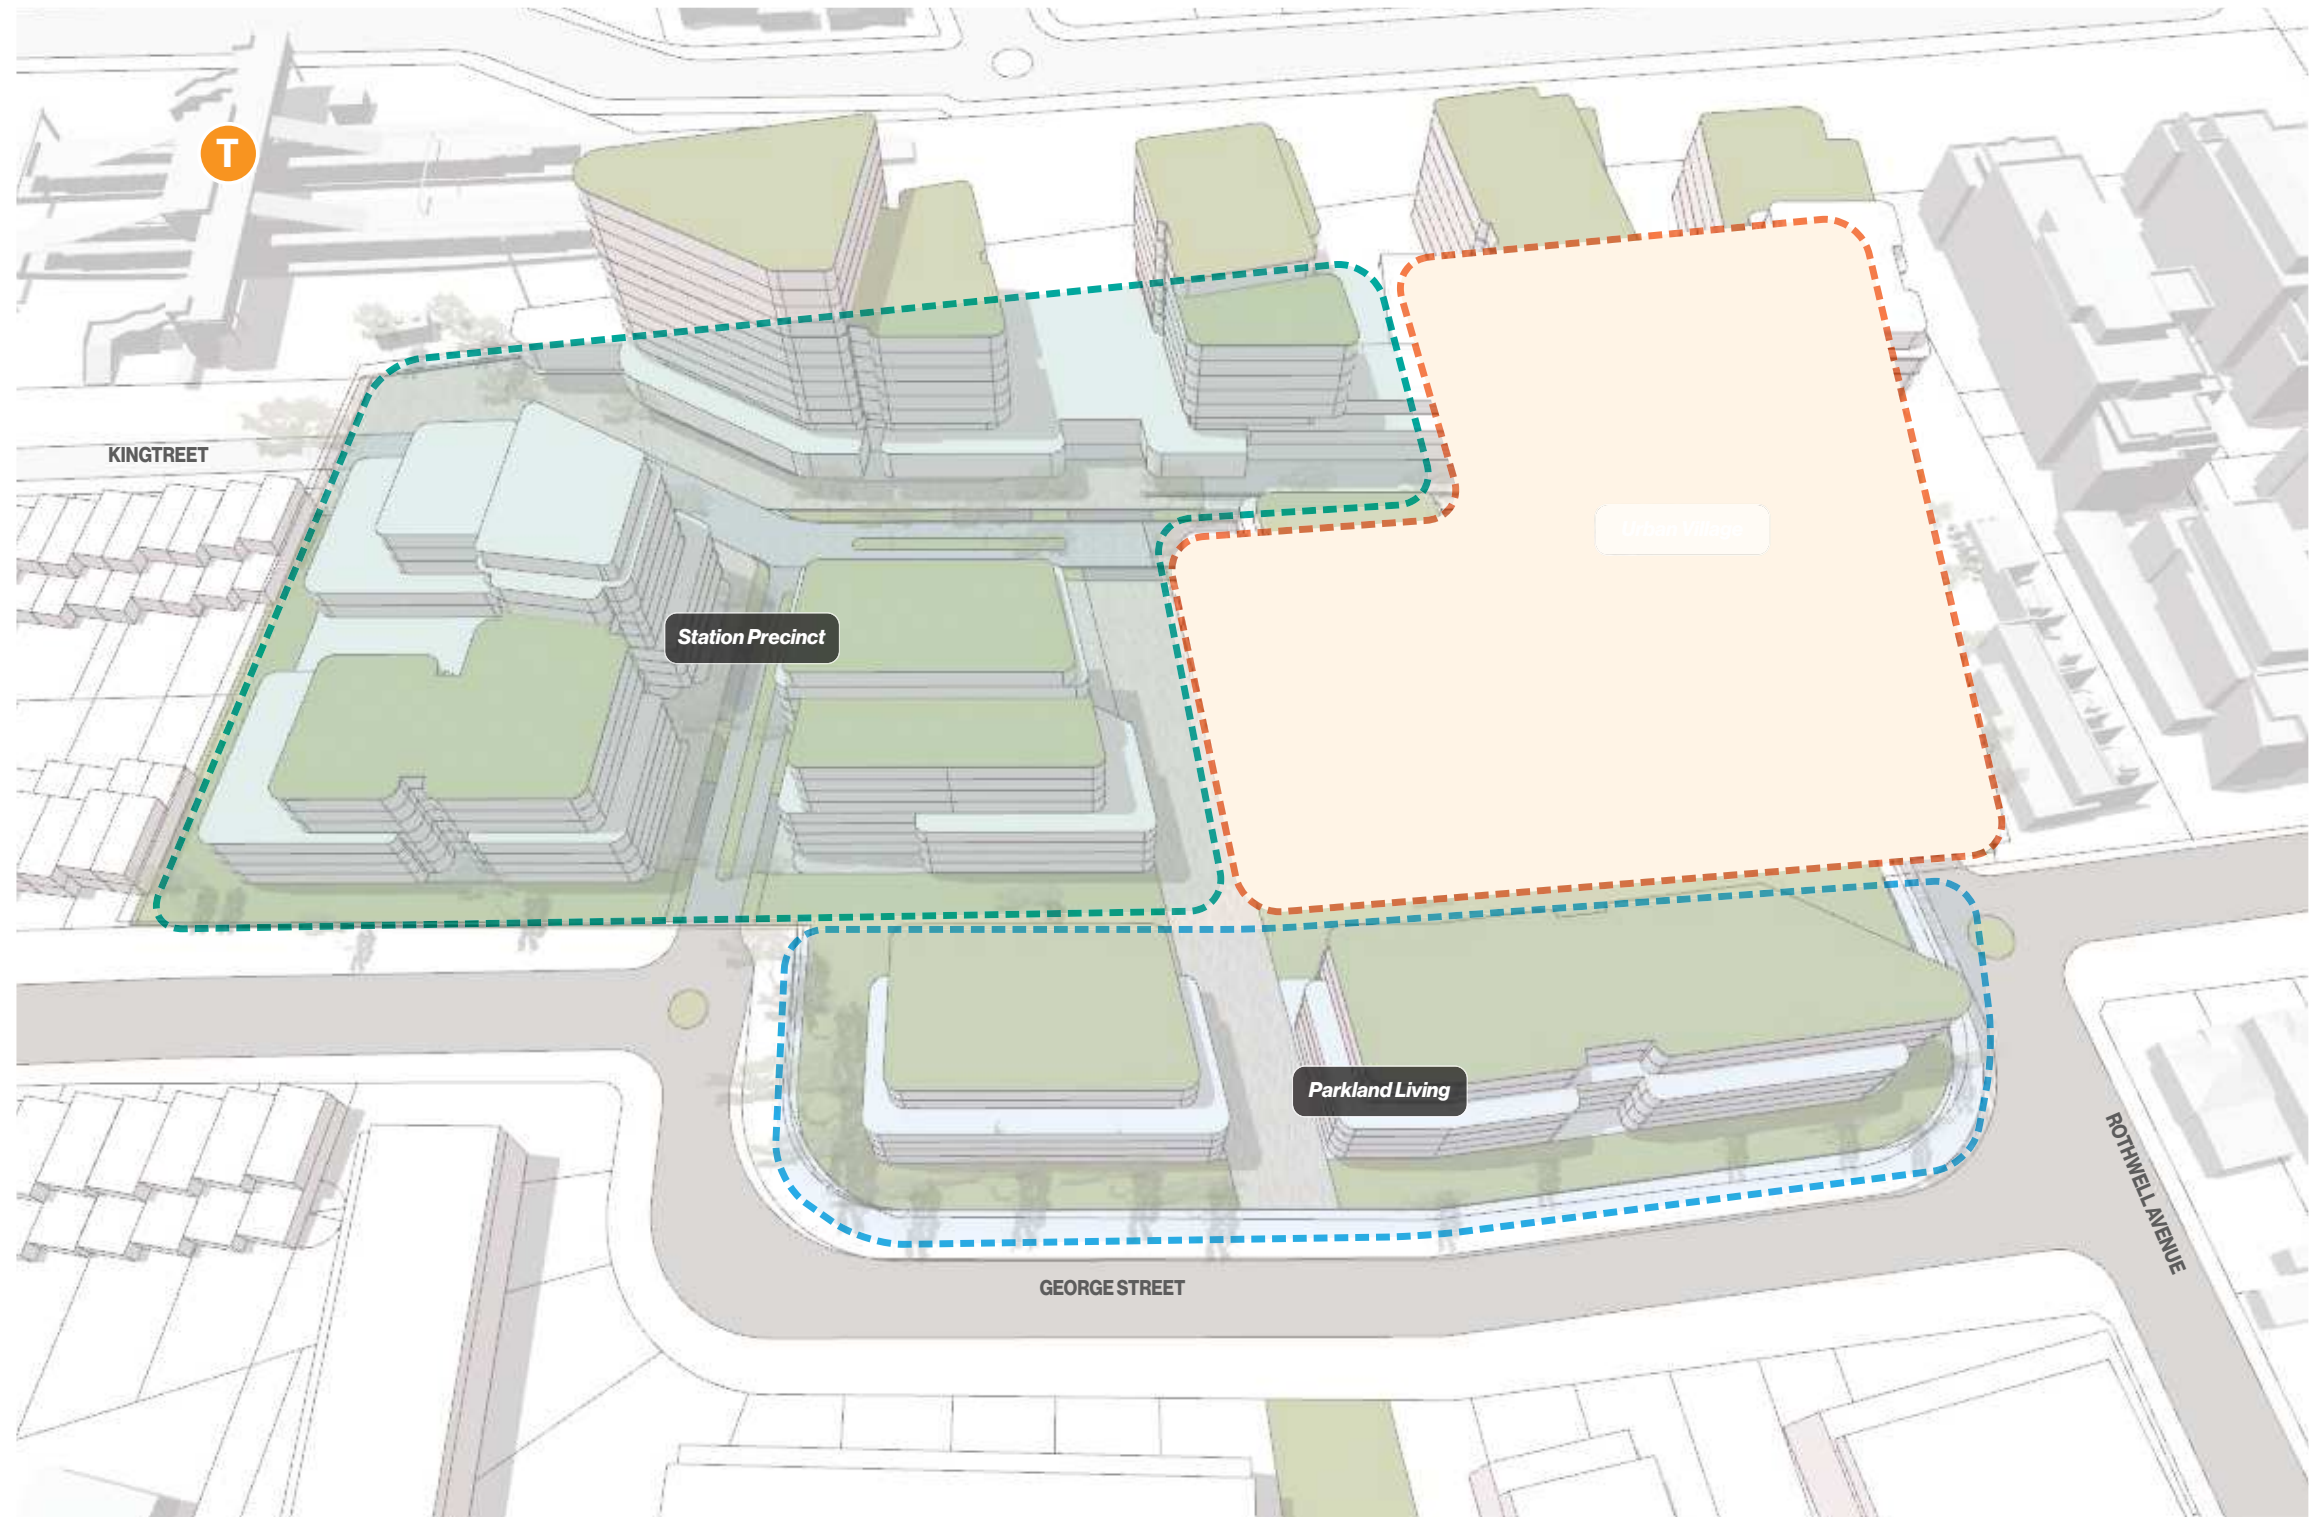 T
KINGTREET
Station Precinct
Parkland Living
ROTHWELL AVENUE
GEORGE STREET